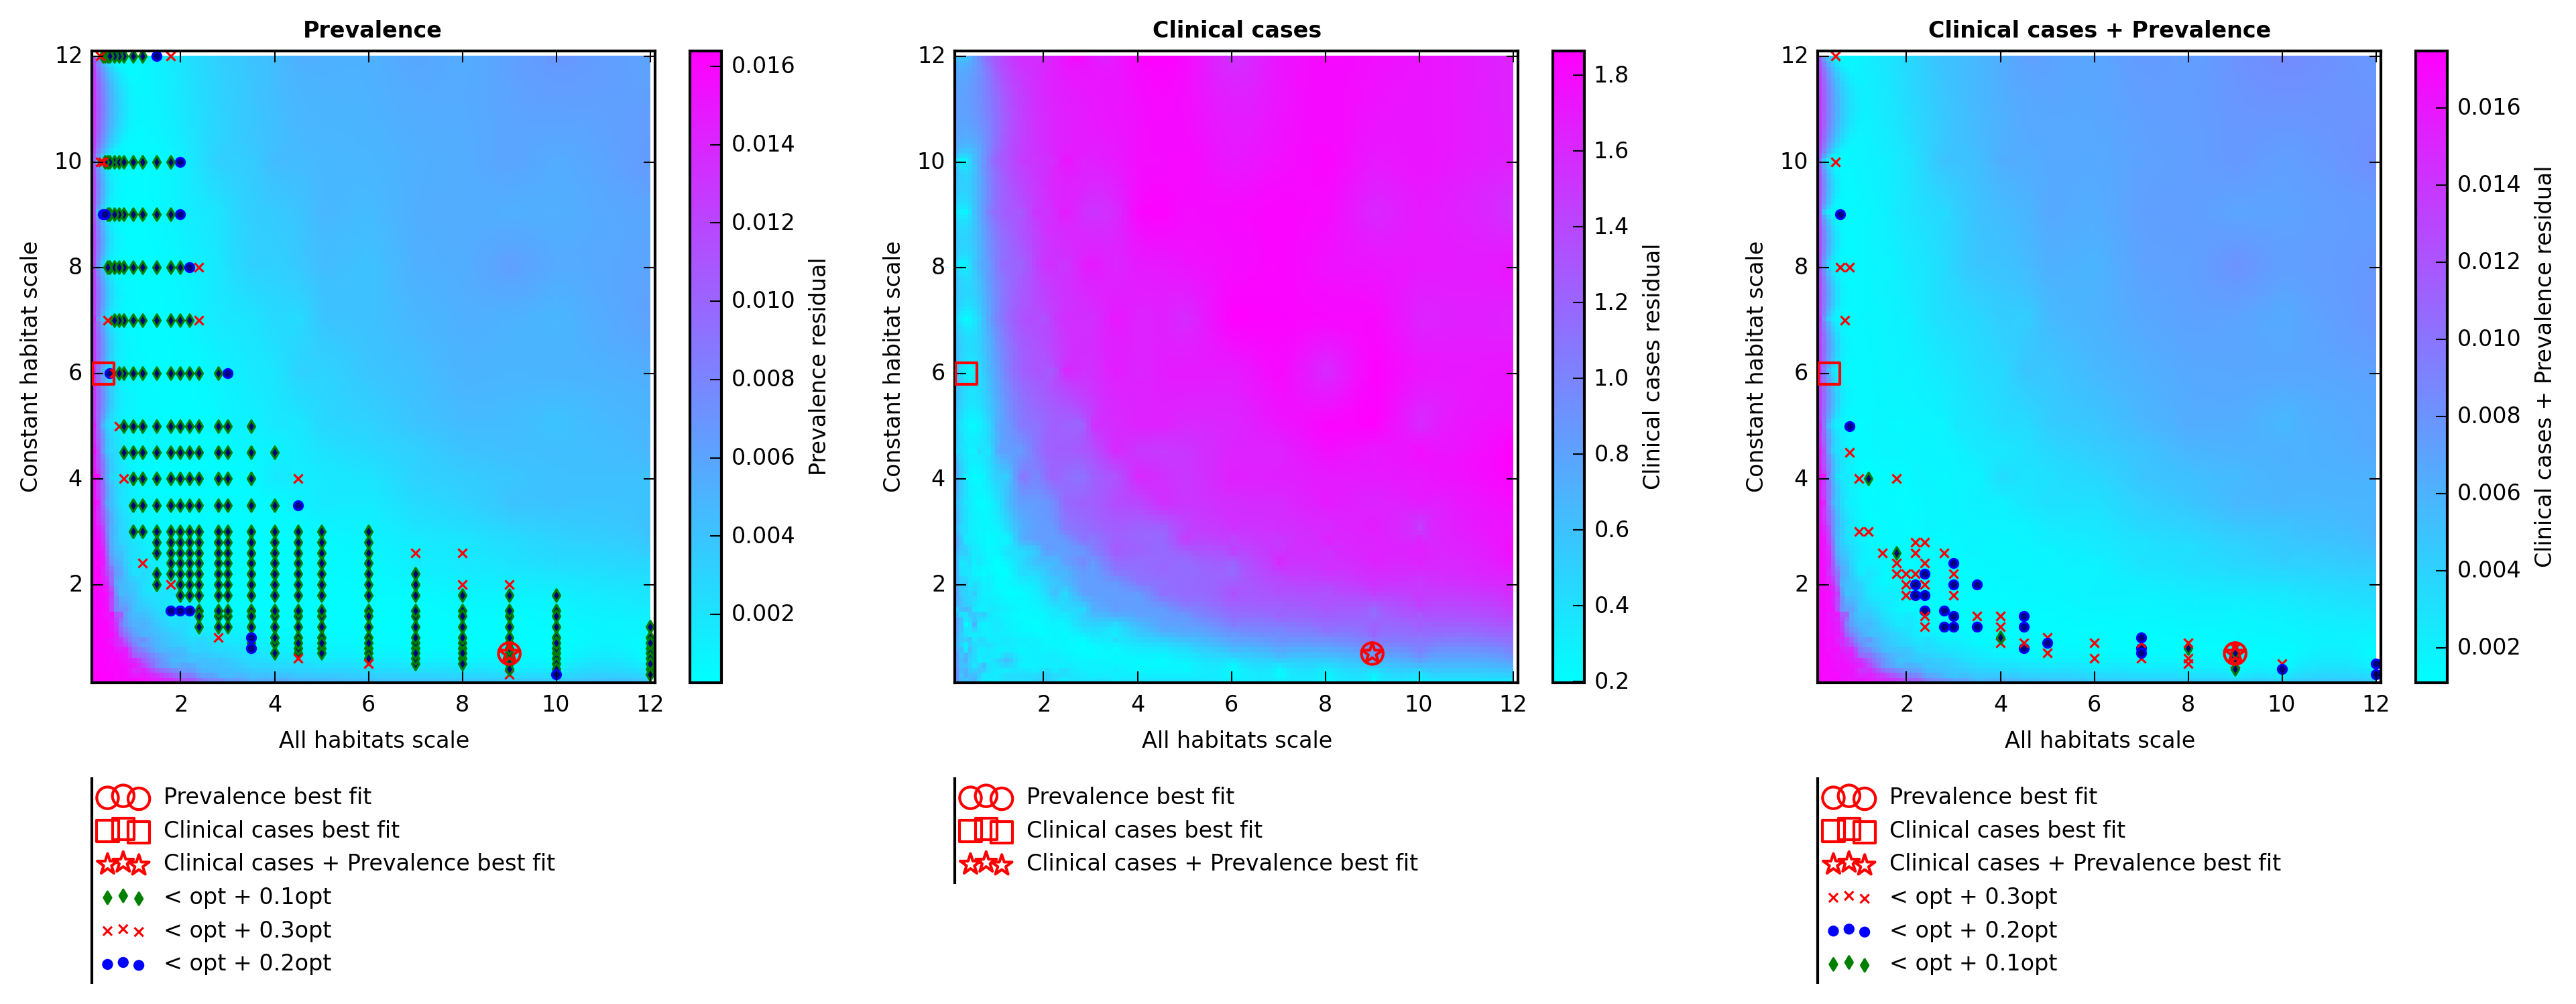 Prevalence
Constant habitat scale
12
10
8
6
4
2
2 4 6 8 10 12
All habitats scale
0.016
0.014
0.012
0.010
0.008
0.006
0.004
0.002
Prevalence residual
Prevalence best fit
Clinical cases best fit
Clinical cases + Prevalence best fit
< opt + 0.1opt
< opt + 0.3opt
< opt + 0.2opt
Clinical cases
Constant habitat scale
12
10
8
6
4
2
2 4 6 8 10 12
All habitats scale
1.8
1.6
1.4
1.2
1.0
0.8
0.6
0.4
0.2
Clinical cases residual
Prevalence best fit
Clinical cases best fit
Clinical cases + Prevalence best fit
Clinical cases + Prevalence
Constant habitat scale
12
10
8
6
4
2
2 4 6 8 10 12
All habitats scale
0.016
0.014
0.012
0.010
0.008
0.006
0.004
0.002
Clinical cases + Prevalence residual
Prevalence best fit
Clinical cases best fit
Clinical cases + Prevalence best fit
< opt + 0.3opt
< opt + 0.2opt
< opt + 0.1opt